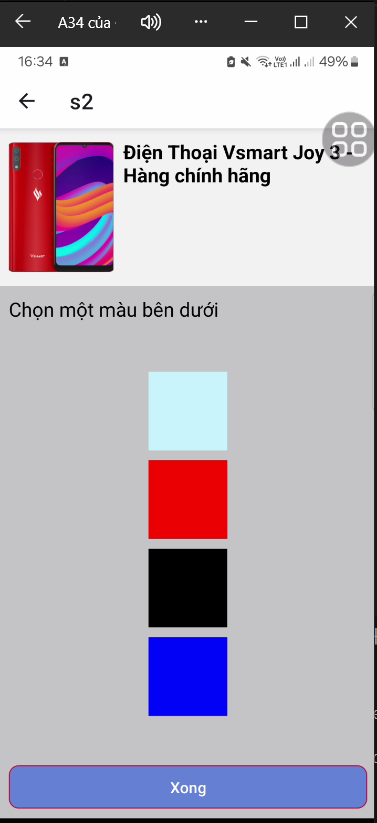 A34 của
16:34
Vo))
LTE1
49%
s2
Điện Thoại Vsmart Joy 3 -
Hàng chính hãng
Vsmart
Chọn một màu bên dưới
Xong